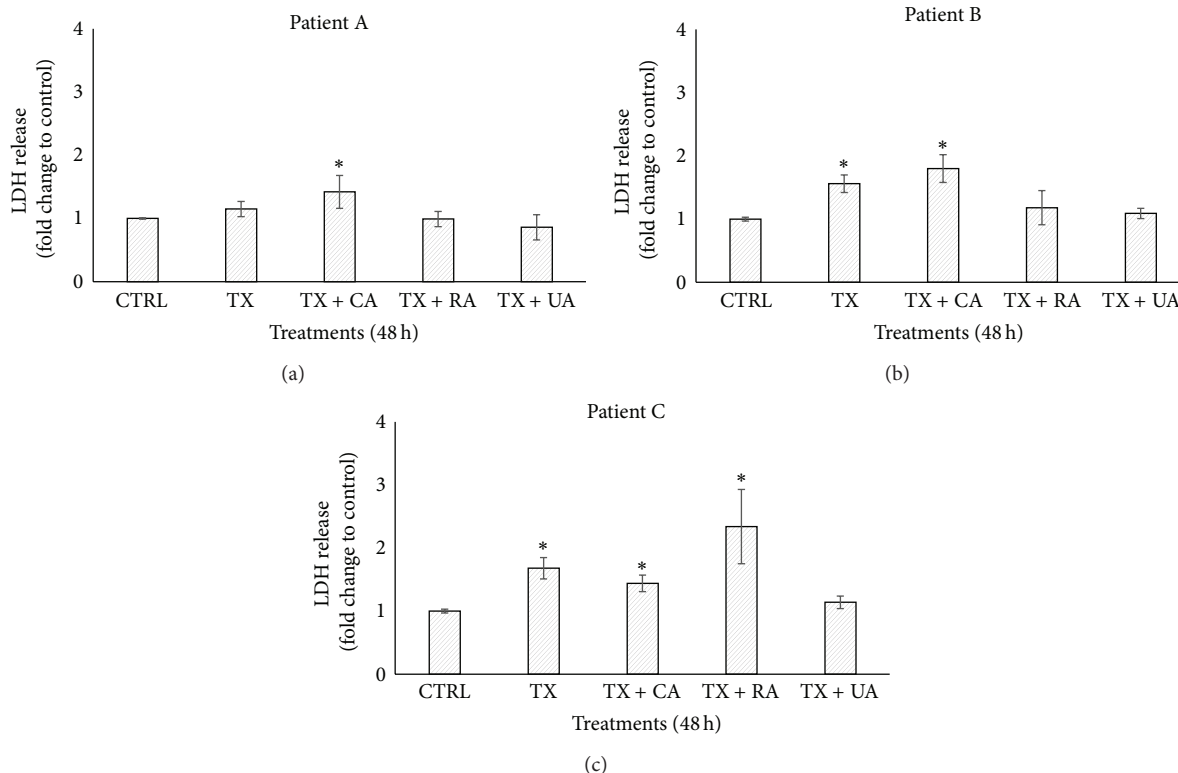 Patient A
4
3
2
1
0
LDH release
(fold change to control)
*
CTRL TX TX + CA TX + RA TX + UA
Treatments (48 h)
(a)
Patient B
4
3
2
1
0
LDH release
(fold change to control)
* *
CTRL TX TX + CA TX + RA TX + UA
Treatments (48 h)
(b)
Patient C
4
3
2
1
0
LDH release
(fold change to control)
* * *
CTRL TX TX + CA TX + RA TX + UA
Treatments (48 h)
(c)